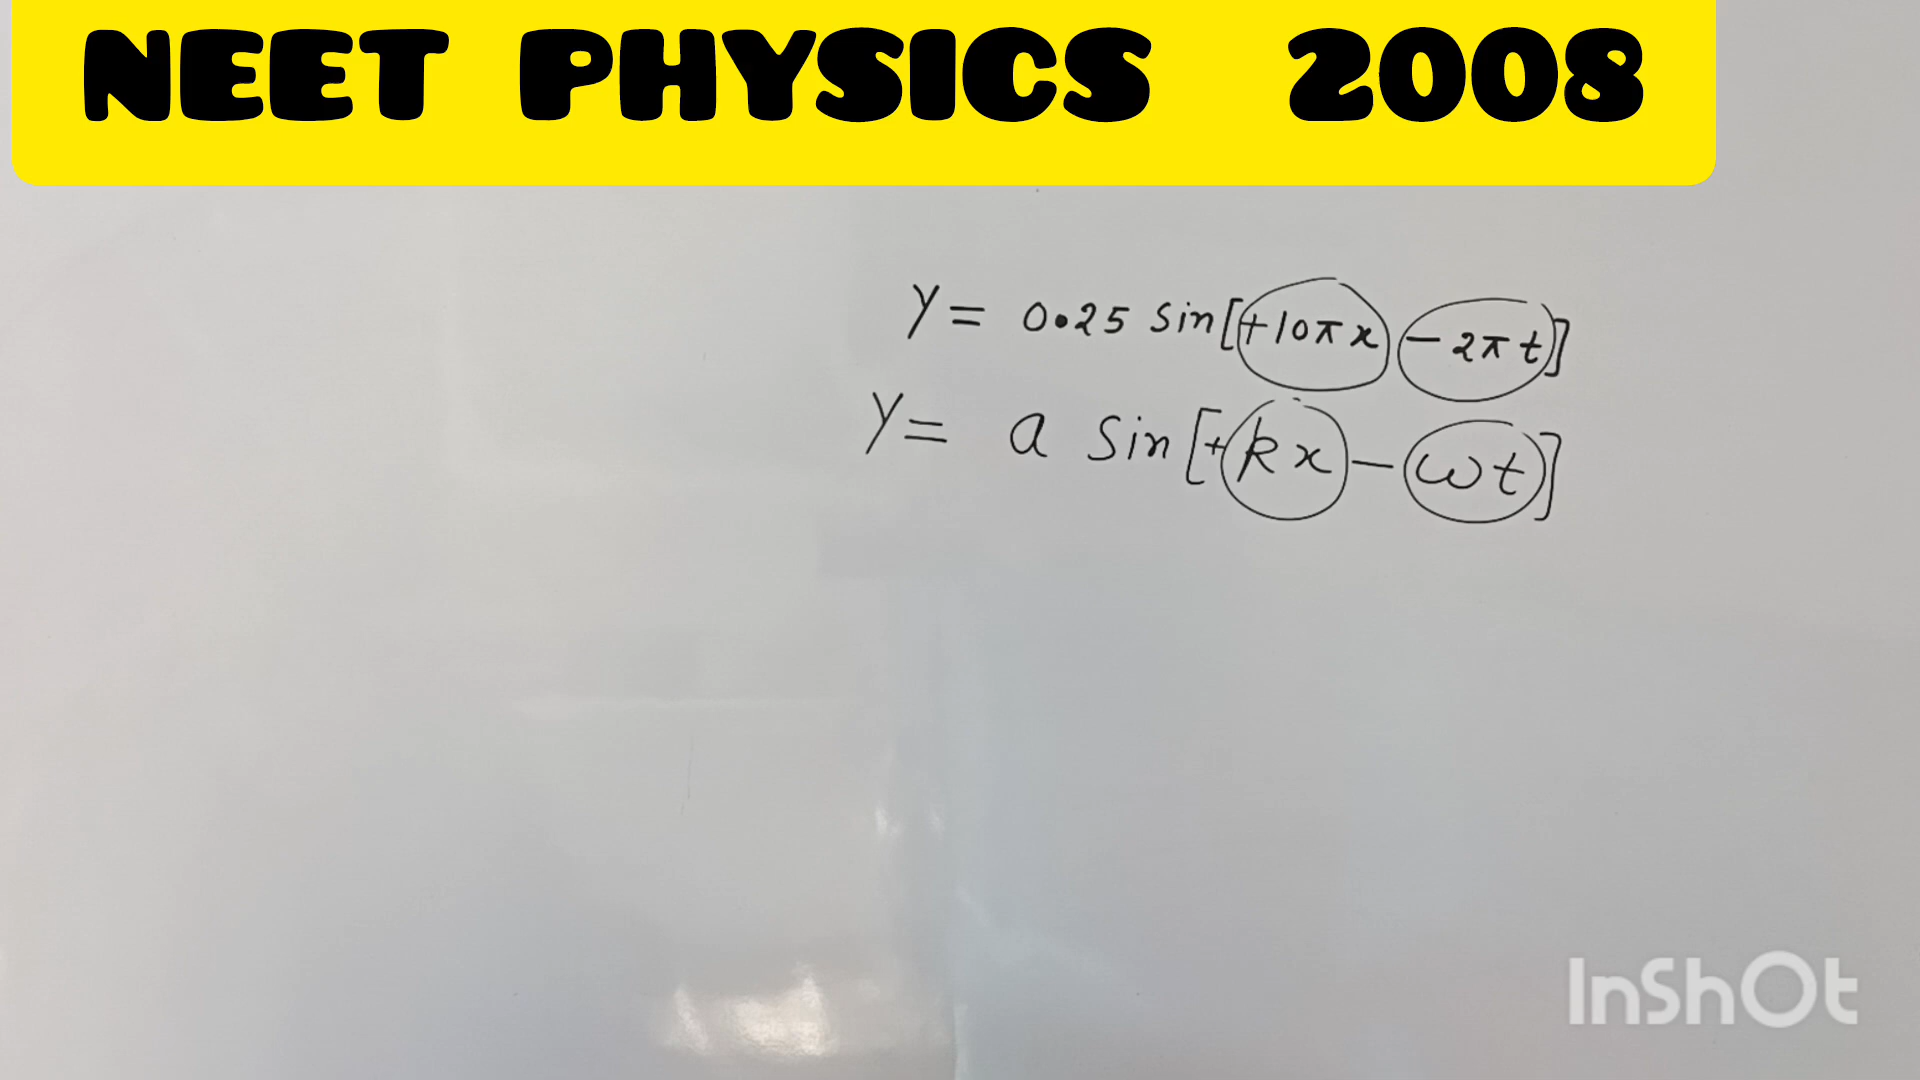 NEET PHYSICS 2008
y = 0.25 sin[+10πx - 2πt]
y = a sin[+kx - ωt]
InShOt